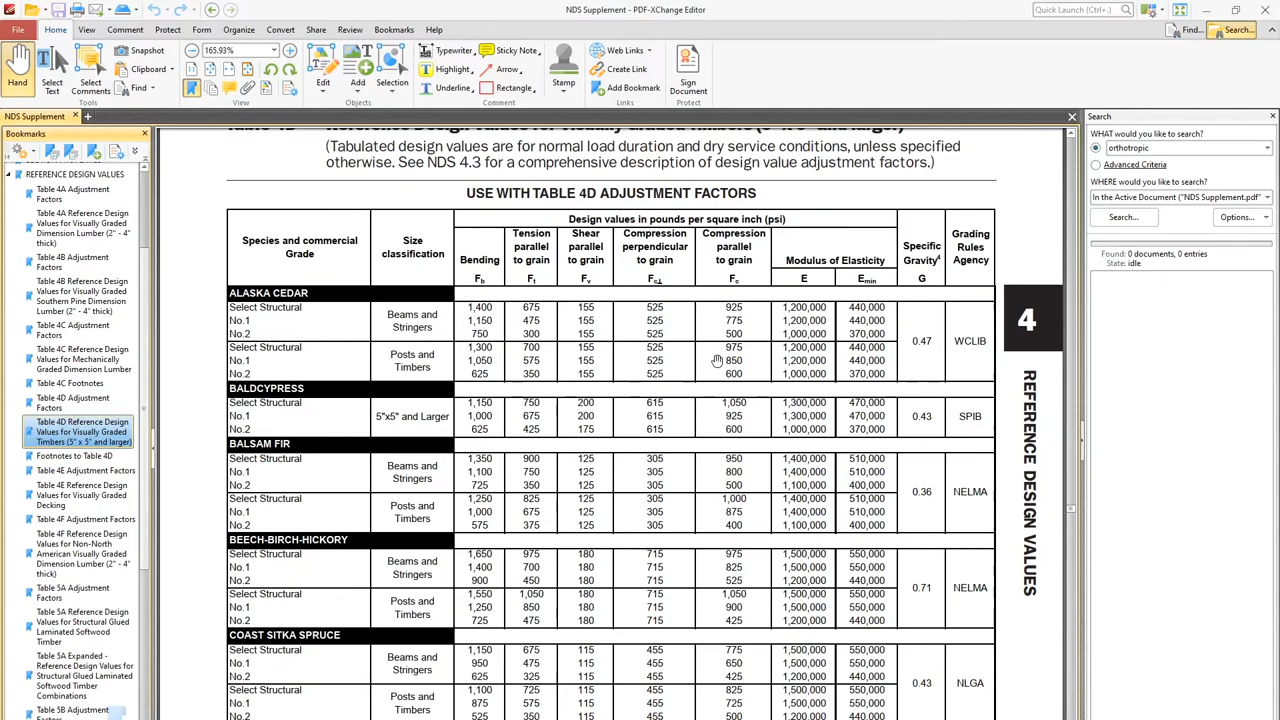 NDS Supplement - PDF-XChange Editor
Quick Launch (Ctrl+.)
File Home View Comment Protect Form Organize Convert Share Review Bookmarks Help
Find... Search...
Hand
Select
Text
Select
Comments
Snapshot
Clipboard
Find
Tools
165.93%
View
Edit
Add
Selection
Objects
Typewriter
Highlight
Underline
Sticky Note
Arrow
Rectangle
Comment
Stamp
Web Links
Create Link
Add Bookmark
Links
Sign
Document
Protect
NDS Supplement
Bookmarks
REFERENCE DESIGN VALUES
Table 4A Adjustment
Factors
Table 4A Reference Design
Values for Visually Graded
Dimension Lumber (2" - 4"
thick)
Table 4B Adjustment
Factors
Table 4B Reference Design
Values for Visually Graded
Southern Pine Dimension
Lumber (2" - 4" thick)
Table 4C Adjustment
Factors
Table 4C Reference Design
Values for Mechanically
Graded Dimension Lumber
Table 4C Footnotes
Table 4D Adjustment
Factors
Table 4D Reference Design
Values for Visually Graded
Timbers (5" x 5" and larger)
Footnotes to Table 4D
Table 4E Adjustment Factors
Table 4E Reference Design
Values for Visually Graded
Decking
Table 4F Adjustment Factors
Table 4F Reference Design
Values for Non-North
American Visually Graded
Dimension Lumber (2" - 4"
thick)
Table 5A Adjustment
Factors
Table 5A Reference Design
Values for Structural Glued
Laminated Softwood
Timber
Table 5A Expanded -
Reference Design Values for
Structural Glued Laminated
Softwood Timber
Combinations
Table 5B Adjustment
Factors
Table 4D Reference Design Values for Visually Graded Timbers (5" x 5" and larger)
(Tabulated design values are for normal load duration and dry service conditions, unless specified
otherwise. See NDS 4.3 for a comprehensive description of design value adjustment factors.)
USE WITH TABLE 4D ADJUSTMENT FACTORS
Species and commercial
Grade
Size
classification
Design values in pounds per square inch (psi)
Bending
Fb
Tension
parallel
to grain
Ft
Shear
parallel
to grain
Fv
Compression
perpendicular
to grain
Fc⊥
Compression
parallel
to grain
Fc
Modulus of Elasticity
E Emin
Specific
Gravity4
G
Grading
Rules
Agency
ALASKA CEDAR
Select Structural 1,400 675 155 525 925 1,200,000 440,000
No.1 Beams and Stringers 1,150 475 155 525 775 1,200,000 440,000
No.2 750 300 155 525 500 1,000,000 370,000
0.47 WCLIB
Select Structural 1,300 700 155 525 975 1,200,000 440,000
No.1 Posts and Timbers 1,050 575 155 525 850 1,200,000 440,000
No.2 625 350 155 525 600 1,000,000 370,000
BALDCYPRESS
Select Structural 1,150 750 200 615 1,050 1,300,000 470,000
No.1 5"x5" and Larger 1,000 675 200 615 925 1,300,000 470,000 0.43 SPIB
No.2 625 425 175 615 600 1,000,000 370,000
BALSAM FIR
Select Structural 1,350 900 125 305 950 1,400,000 510,000
No.1 Beams and Stringers 1,100 750 125 305 800 1,400,000 510,000
No.2 725 350 125 305 500 1,100,000 400,000
0.36 NELMA
Select Structural 1,250 825 125 305 1,000 1,400,000 510,000
No.1 Posts and Timbers 1,000 675 125 305 875 1,400,000 510,000
No.2 575 375 125 305 400 1,100,000 400,000
BEECH-BIRCH-HICKORY
Select Structural 1,650 975 180 715 975 1,500,000 550,000
No.1 Beams and Stringers 1,400 700 180 715 825 1,500,000 550,000
No.2 900 450 180 715 525 1,200,000 440,000
0.71 NELMA
Select Structural 1,550 1,050 180 715 1,050 1,500,000 550,000
No.1 Posts and Timbers 1,250 850 180 715 900 1,500,000 550,000
No.2 725 475 180 715 425 1,200,000 440,000
COAST SITKA SPRUCE
Select Structural 1,150 675 115 455 775 1,500,000 550,000
No.1 Beams and Stringers 950 475 115 455 650 1,500,000 550,000
No.2 625 325 115 455 425 1,200,000 440,000
0.43 NLGA
Select Structural 1,100 725 115 455 825 1,500,000 550,000
No.1 Posts and Timbers 875 575 115 455 725 1,500,000 550,000
No.2 525 350 115 455 500 1,200,000 440,000
4
REFERENCE DESIGN VALUES
Search
WHAT would you like to search?
orthotropic
Advanced Criteria
WHERE would you like to search?
In the Active Document ("NDS Supplement.pdf"
Search... Options...
Found: 0 documents, 0 entries
State: idle